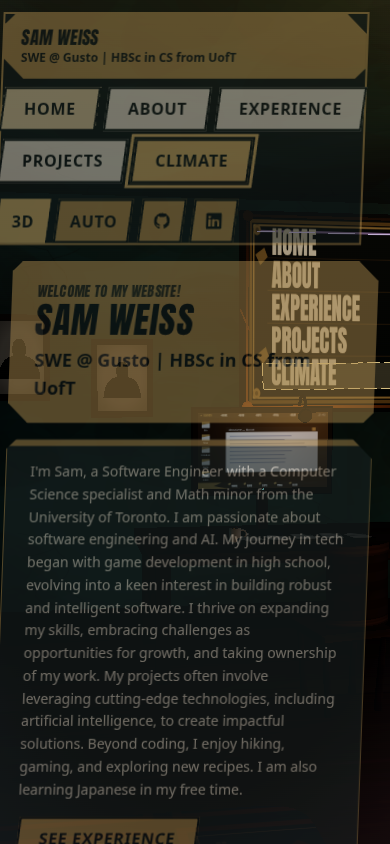 SAM WEISS
SWE @ Gusto | HBSc in CS from UofT
HOME
ABOUT
EXPERIENCE
PROJECTS
CLIMATE
3D
AUTO
in
HOME
ABOUT
EXPERIENCE
PROJECTS
CLIMATE
WELCOME TO MY WEBSITE!
SAM WEISS
SWE @ Gusto | HBSc in CS from
UofT
I'm Sam, a Software Engineer with a Computer
Science specialist and Math minor from the
University of Toronto. I am passionate about
software engineering and AI. My journey in tech
began with game development in high school,
evolving into a keen interest in building robust
and intelligent software. I thrive on expanding
my skills, embracing challenges as
opportunities for growth, and taking ownership
of my work. My projects often involve
leveraging cutting-edge technologies, including
artificial intelligence, to create impactful
solutions. Beyond coding, I enjoy hiking,
gaming, and exploring new recipes. I am also
learning Japanese in my free time.
SEE EXPERIENCE